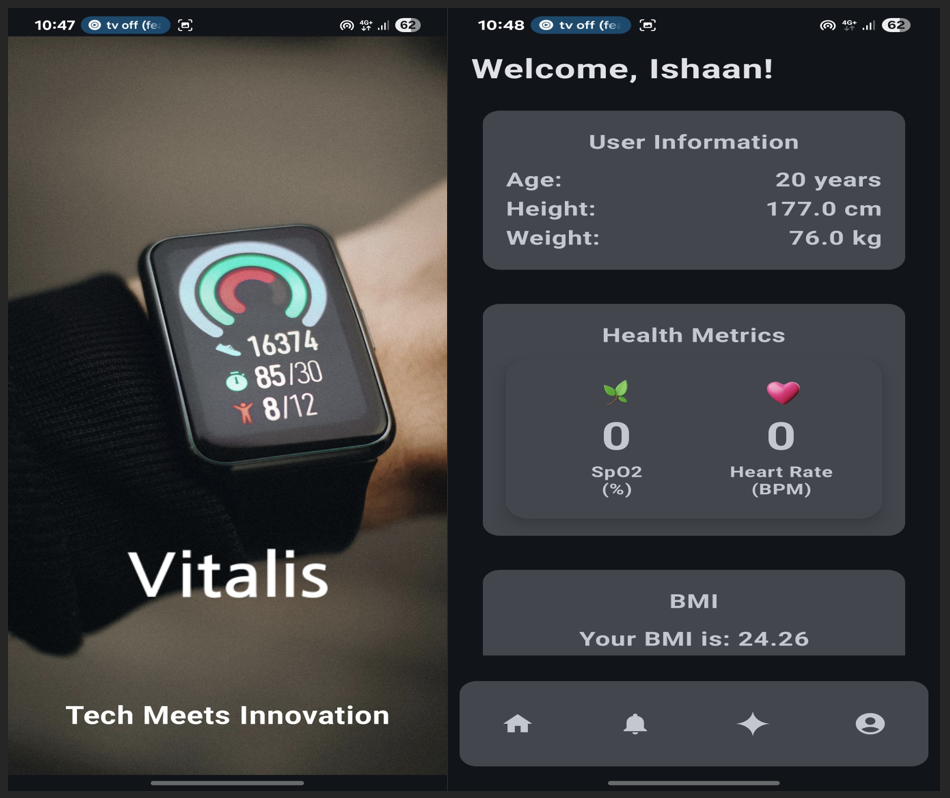 10:47 tv off (fe
4G+ 62
16374
85/30
8/12
Vitalis
Tech Meets Innovation
10:48 tv off (fe
4G+ 62
Welcome, Ishaan!
User Information
Age: 20 years
Height: 177.0 cm
Weight: 76.0 kg
Health Metrics
0 0
SpO2 Heart Rate
(%) (BPM)
BMI
Your BMI is: 24.26